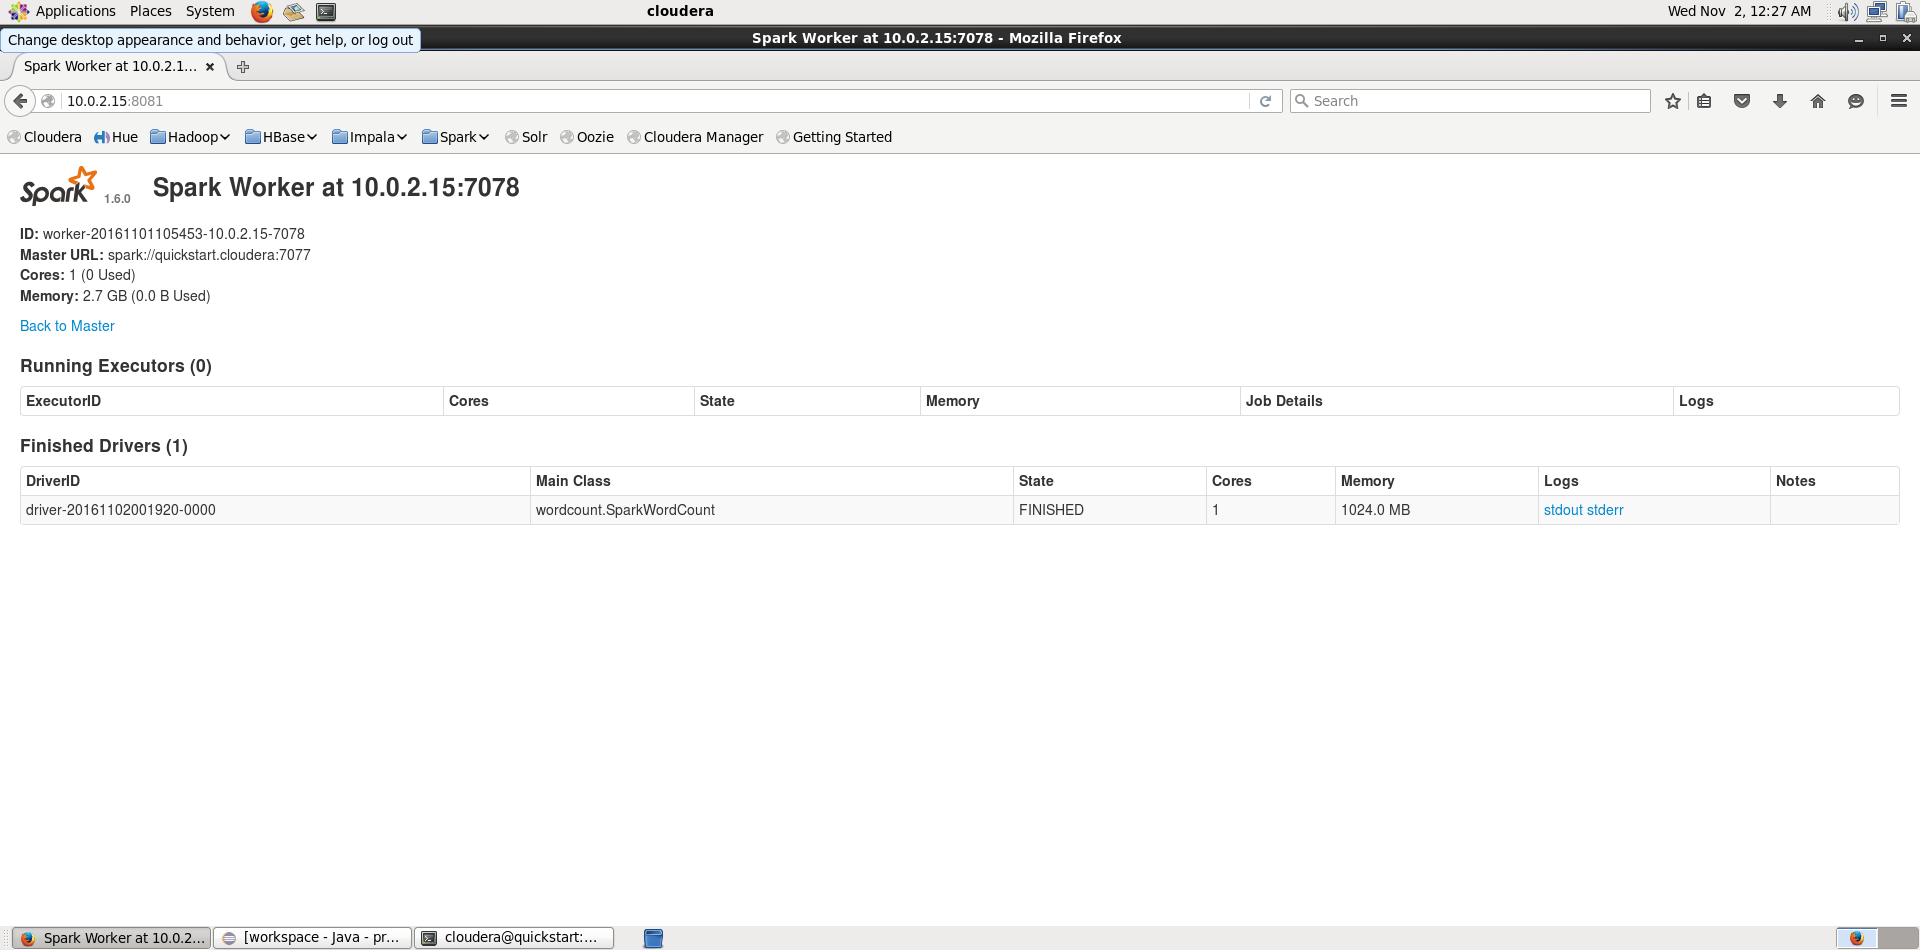 Applications Places System cloudera Wed Nov 2, 12:27 AM
Change desktop appearance and behavior, get help, or log out
Spark Worker at 10.0.2.15:7078 - Mozilla Firefox
Spark Worker at 10.0.2.1...
10.0.2.15:8081 Search
Cloudera Hue Hadoop HBase Impala Spark Solr Oozie Cloudera Manager Getting Started
Spark 1.6.0 Spark Worker at 10.0.2.15:7078
ID: worker-20161101105453-10.0.2.15-7078
Master URL: spark://quickstart.cloudera:7077
Cores: 1 (0 Used)
Memory: 2.7 GB (0.0 B Used)
Back to Master
Running Executors (0)
ExecutorID Cores State Memory Job Details Logs
Finished Drivers (1)
DriverID Main Class State Cores Memory Logs Notes
driver-20161102001920-0000 wordcount.SparkWordCount FINISHED 1 1024.0 MB stdout stderr
Spark Worker at 10.0.2... [workspace - Java - pr... cloudera@quickstart:...